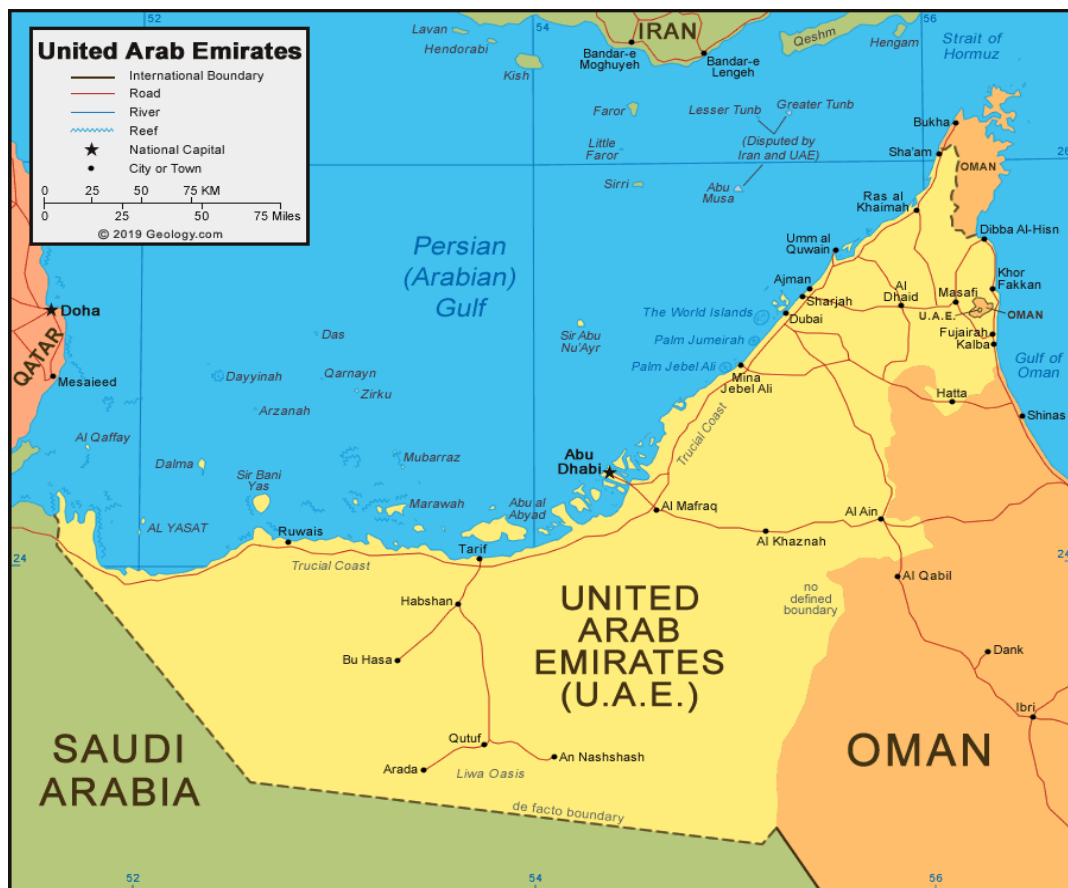 52
54
56
United Arab Emirates
International Boundary
Road
River
Reef
National Capital
City or Town
0 25 50 75 KM
0 25 50 75 Miles
© 2019 Geology.com
Lavan
Hendorabi
Kish
IRAN
Bandar-e
Moghuyeh
Bandar-e
Lengeh
Qeshm
Hengam
Strait of
Hormuz
Faror
Lesser Tunb
Greater Tunb
(Disputed by
Iran and UAE)
Little
Faror
Sirri
Abu
Musa
Bukha
Sha'am
26
OMAN
Ras al
Khaimah
Umm al
Quwain
Dibba Al-Hisn
Persian
(Arabian)
Gulf
Ajman
Sharjah
Dubai
Al
Dhaid
Masafi
Khor
Fakkan
U.A.E.
OMAN
Fujairah
Kalba
Gulf of
Oman
The World Islands
Palm Jumeirah
Palm Jebel Ali
Mina
Jebel Ali
Hatta
Shinas
Doha
QATAR
Mesaieed
Das
Sir Abu
Nu'Ayr
Dayyinah
Qarnayn
Zirku
Arzanah
Al Qaffay
Dalma
Sir Bani
Yas
Mubarraz
Marawah
Abu al
Abyad
AL YASAT
Abu
Dhabi
Trucial Coast
Al Mafraq
Al Khaznah
Al Ain
Ruwais
Tarif
24
24
Trucial Coast
Habshan
Bu Hasa
UNITED
ARAB
EMIRATES
(U.A.E.)
no
defined
boundary
Al Qabil
Dank
Ibri
Qutuf
Arada
Liwa Oasis
An Nashshash
SAUDI
ARABIA
OMAN
de facto boundary
52
54
56